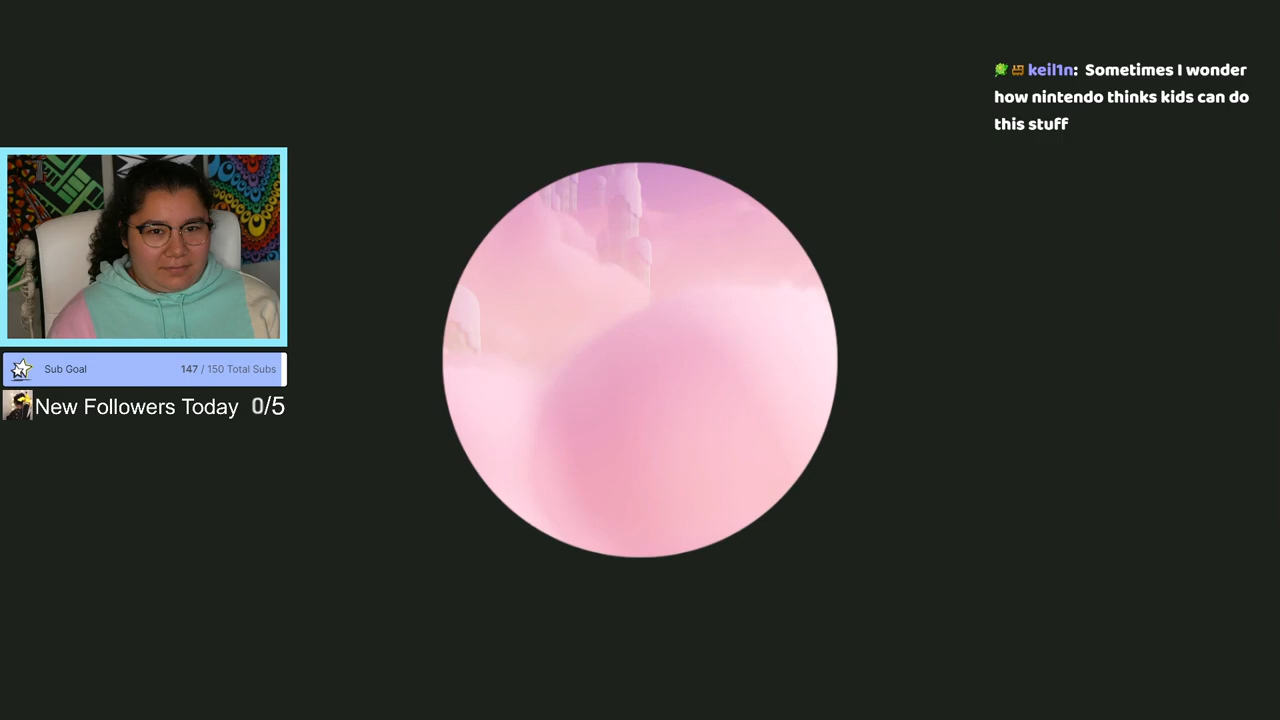 keil1n: Sometimes I wonder
how nintendo thinks kids can do
this stuff
Sub Goal 147 / 150 Total Subs
New Followers Today 0/5